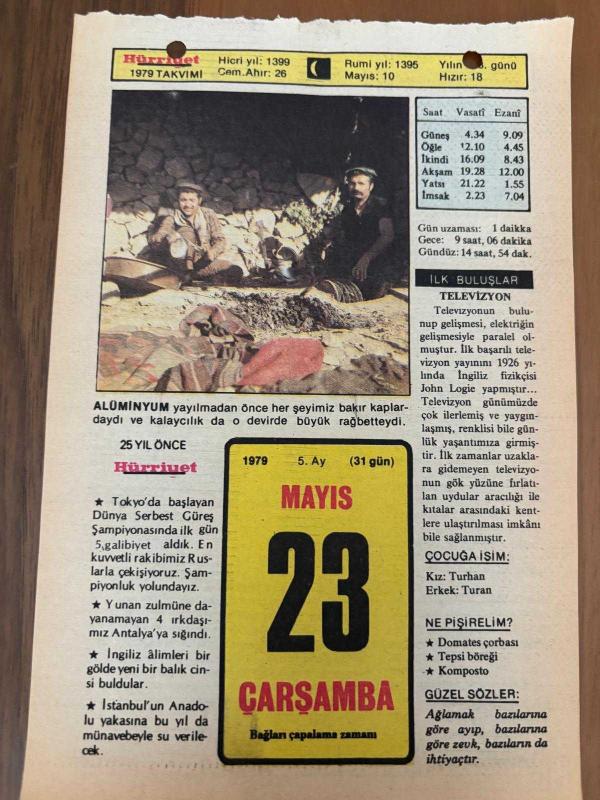 Hürriyet
1979 TAKVİMİ
Hicri yıl: 1399
Cem.Ahır: 26
Rumi yıl: 1395
Mayıs: 10
Yılın günü
Hızır: 18
Saat Vasatî Ezanî
Güneş 4.34 9.09
Öğle 12.10 4.45
İkindi 16.09 8.43
Akşam 19.28 12.00
Yatsı 21.22 1.55
İmsak 2.23 7.04
Gün uzaması: 1 daikka
Gece: 9 saat, 06 dakika
Gündüz: 14 saat, 54 dak.
İLK BULUŞLAR
TELEVİZYON
Televızyonun bulu-
nup gelişmesi, elektriğin
gelişmesiyle paralel ol-
muştur. İlk başarılı tele-
vizyon yayınını 1926 yı-
lında İngiliz fizikçisi
John Logie yapmıştır...
Televizyon günümüzde
çok ilerlemiş ve yaygın-
laşmış, renklisi bile gün-
lük yaşantımıza girmiş-
tir. İlk zamanlar uzakla-
ra gidemeyen televizyo-
nun gök yüzüne fırlatı-
lan uydular aracılığı ile
kıtalar arasındaki kent-
lere ulaştırılması imkânı
bile sağlanmıştır.
ÇOCUĞA İSİM:
Kız: Turhan
Erkek: Turan
NE PİŞİRELİM?
★ Domates çorbası
★ Tepsi böreği
★ Komposto
GÜZEL SÖZLER:
Ağlamak bazılarına
göre ayıp, bazılarına
göre zevk, bazıların da
ihtiyaçtır.
ALÜMİNYUM yayılmadan önce her şeyimiz bakır kaplar-
daydı ve kalaycılık da o devirde büyük rağbetteydi.
25 YIL ÖNCE
Hürriyet
★ Tokyo'da başlayan
Dünya Serbest Güreş
Şampiyonasında ilk gün
5 galibiyet aldık. En
kuvvetli rakibimiz Rus-
larla çekişiyoruz. Şam-
piyonluk yolundayız.
★ Yunan zulmüne da-
yanamayan 4 ırkdaşı-
mız Antalya'ya sığındı.
★ İngiliz âlimleri bir
gölde yeni bir balık cin-
si buldular.
★ İstanbul'un Anado-
lu yakasına bu yıl da
münavebeyle su verile-
cek.
1979 5. Ay (31 gün)
MAYIS
23
ÇARŞAMBA
Bağları çapalama zamanı